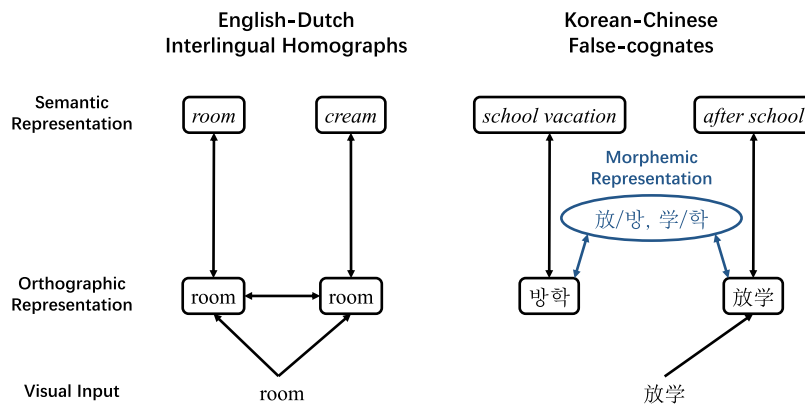 English-Dutch
Interlingual Homographs
Korean-Chinese
False-cognates
Semantic
Representation
room
cream
school vacation
after school
Morphemic
Representation
放/방, 学/학
Orthographic
Representation
room
room
방학
放学
Visual Input
room
放学